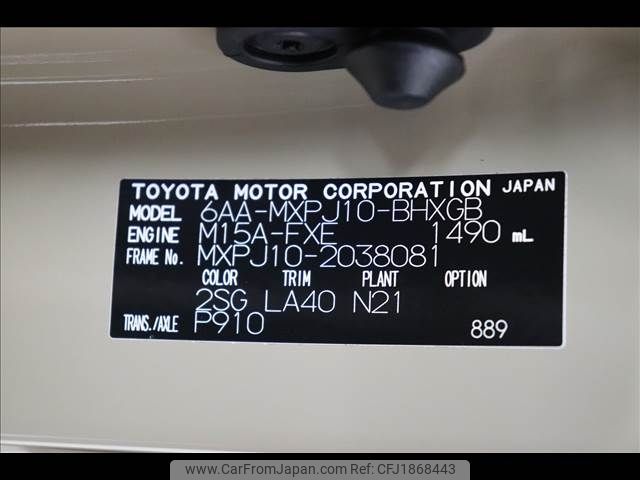 TOYOTA MOTOR CORPORATION JAPAN
MODEL 6AA-MXPJ10-BHXGB
ENGINE M15A-FXE 1490 mL
FRAME No. MXPJ10-2038081
COLOR TRIM PLANT OPTION
2SG LA40 N21
TRANS./AXLE P910 889
www.CarFromJapan.com CFJ1868443